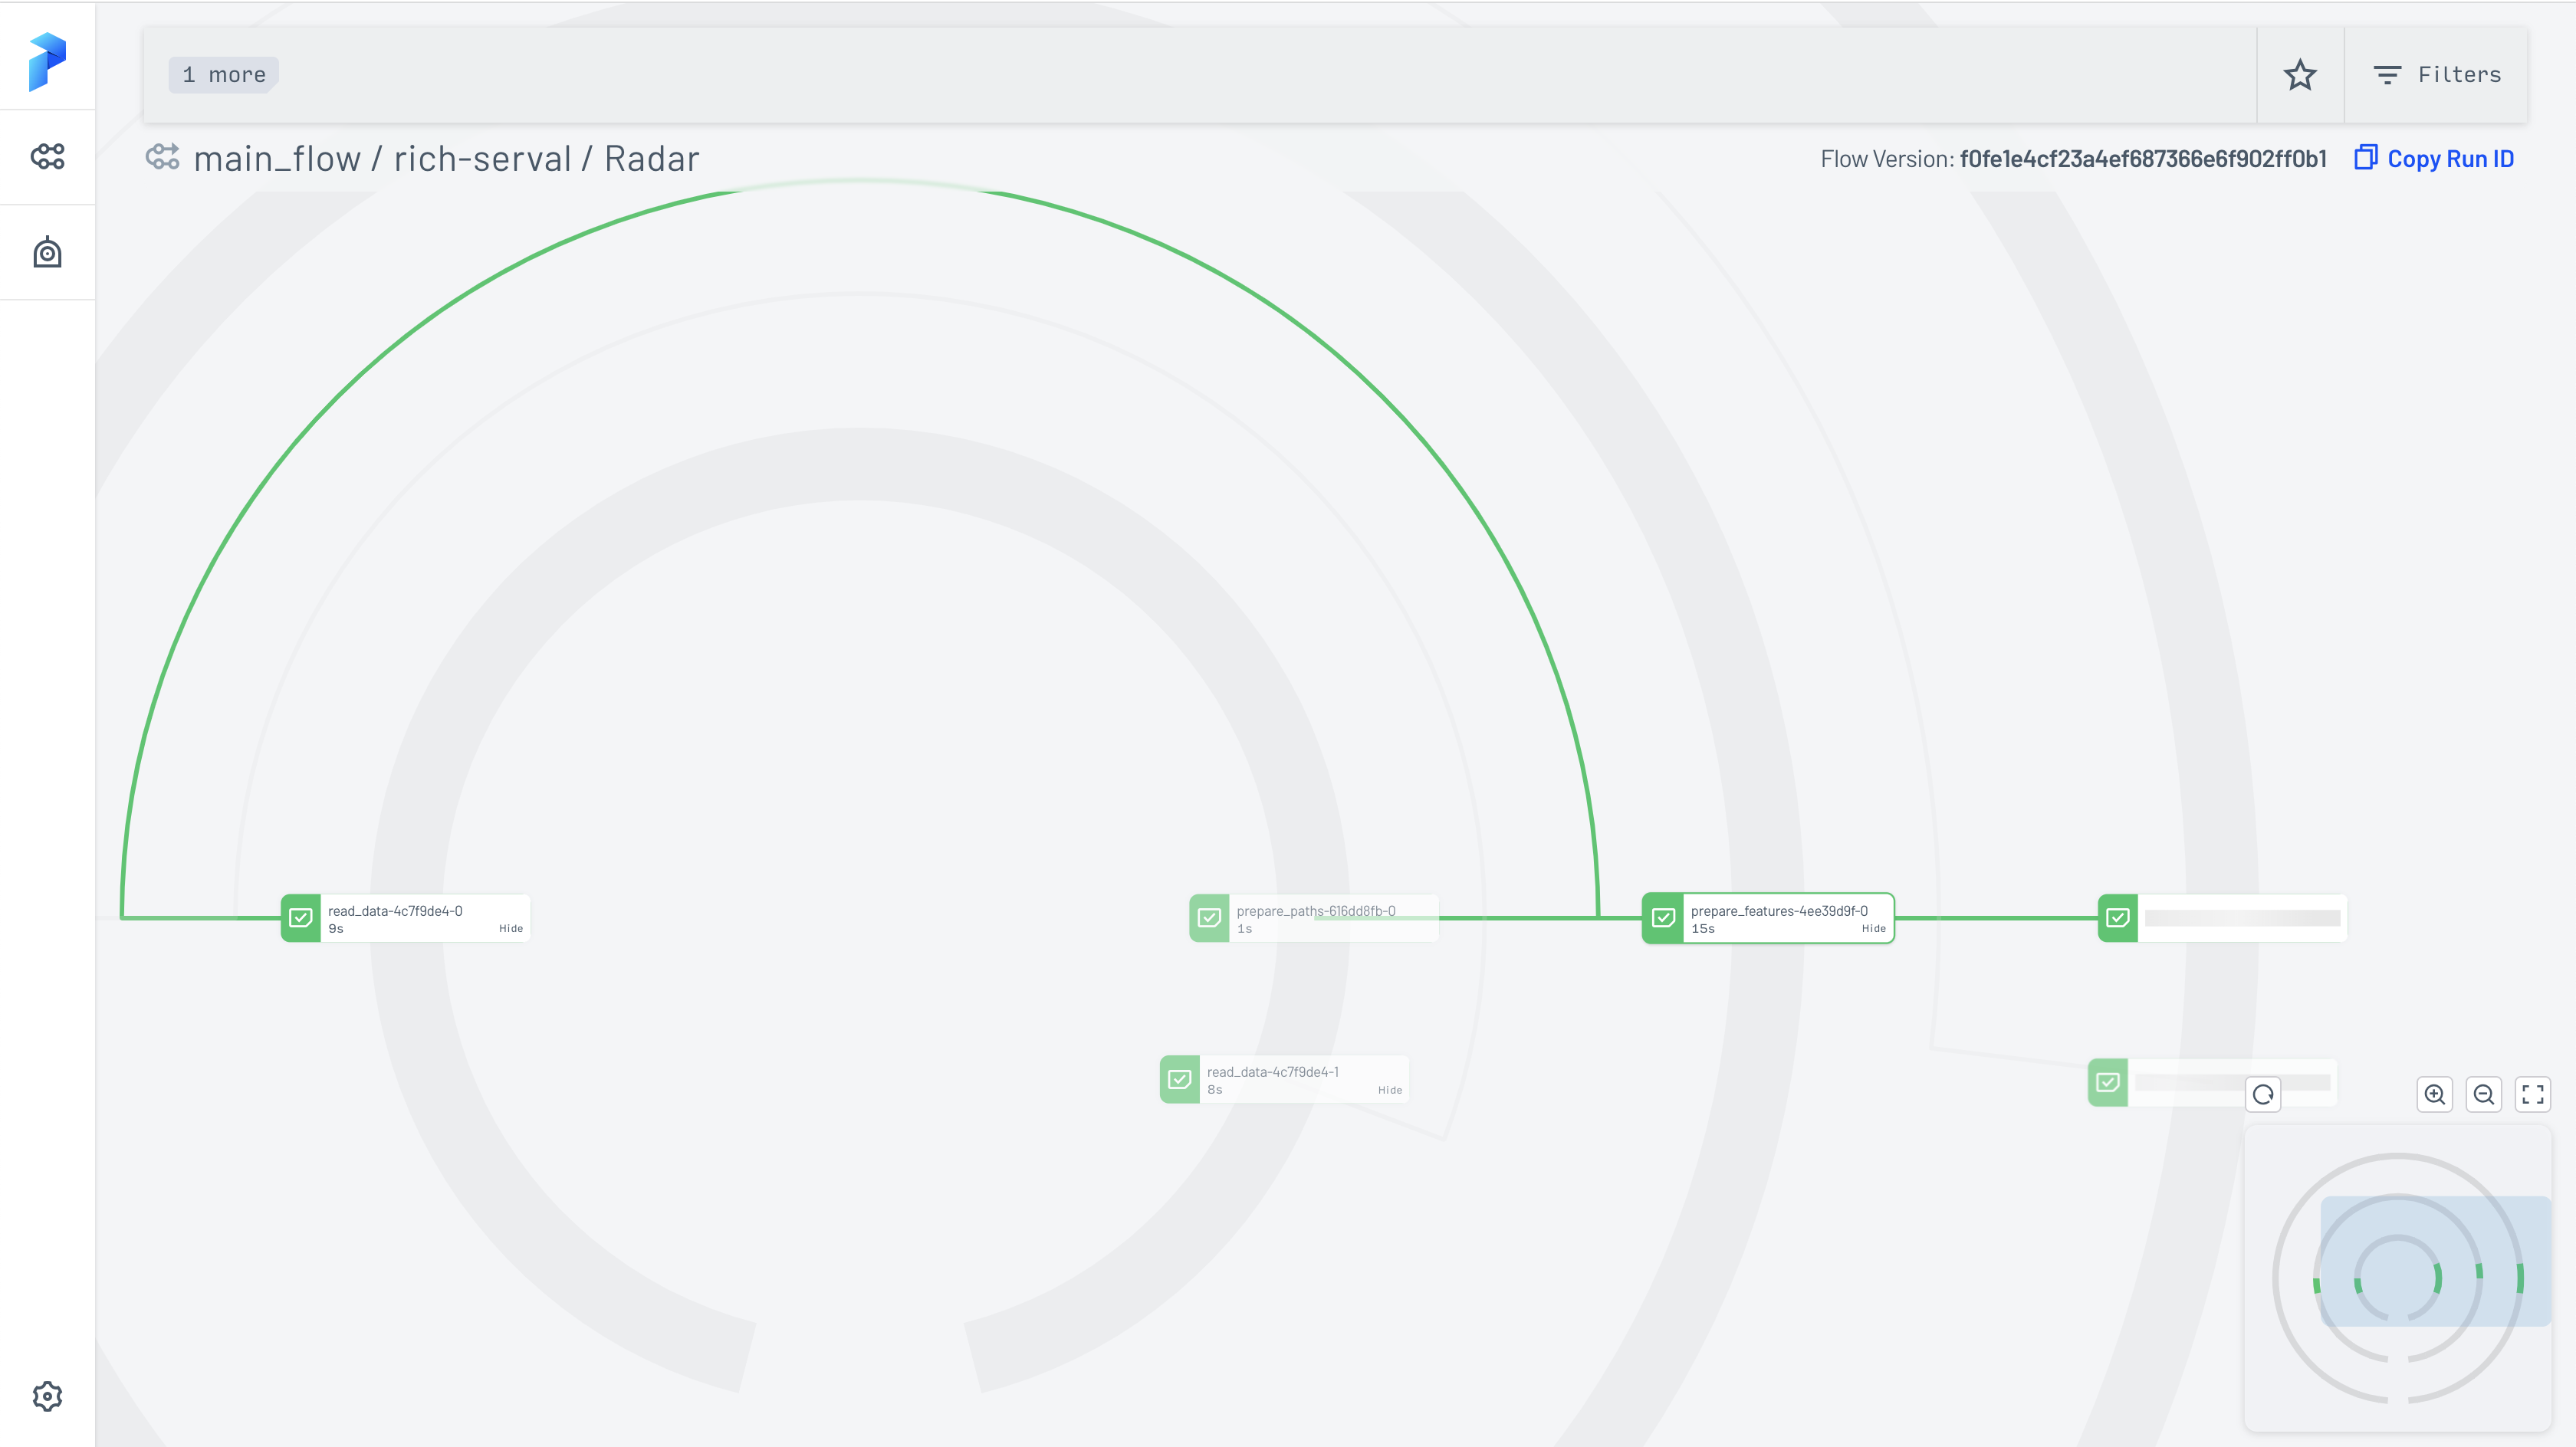 1 more
Filters
main_flow / rich-serval / Radar
Flow Version: f0fe1e4cf23a4ef687366e6f902ff0b1
Copy Run ID
read_data-4c7f9de4-0
9s
Hide
prepare_paths-616dd8fb-0
1s
prepare_features-4ee39d9f-0
15s
Hide
read_data-4c7f9de4-1
8s
Hide